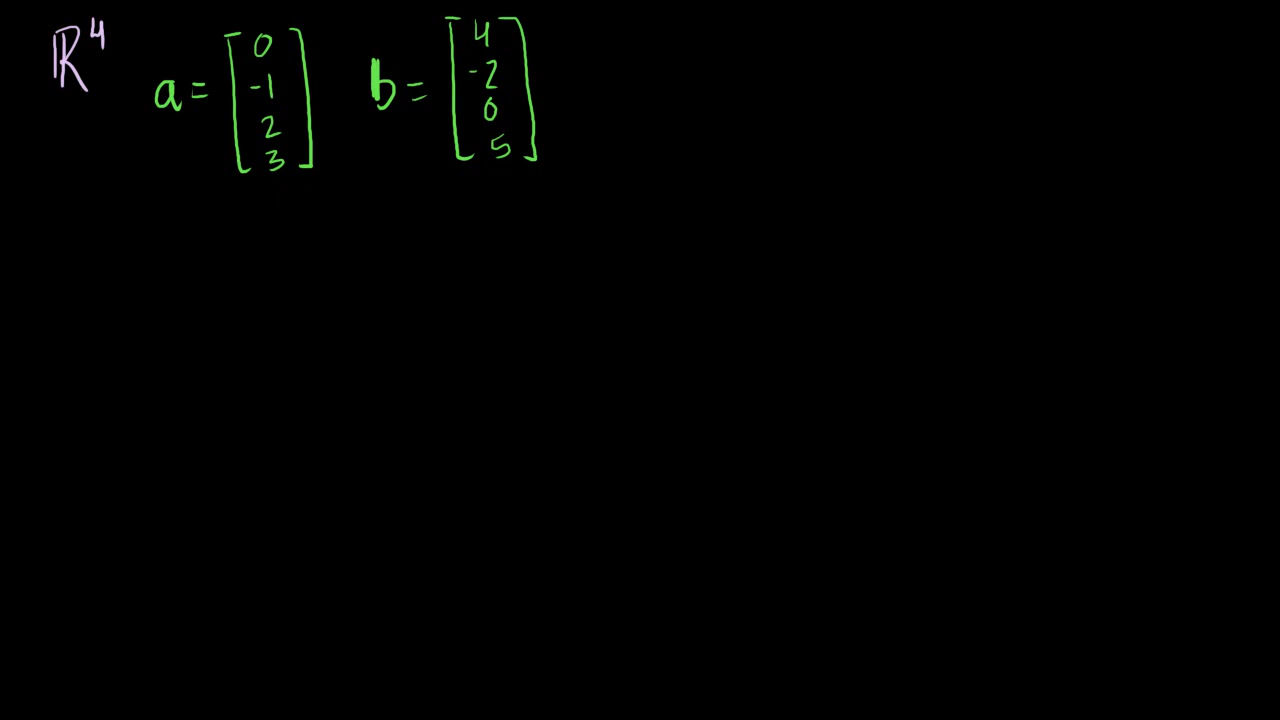 ℝ⁴
a = [0 -1 2 3]
b = [4 -2 0 5]